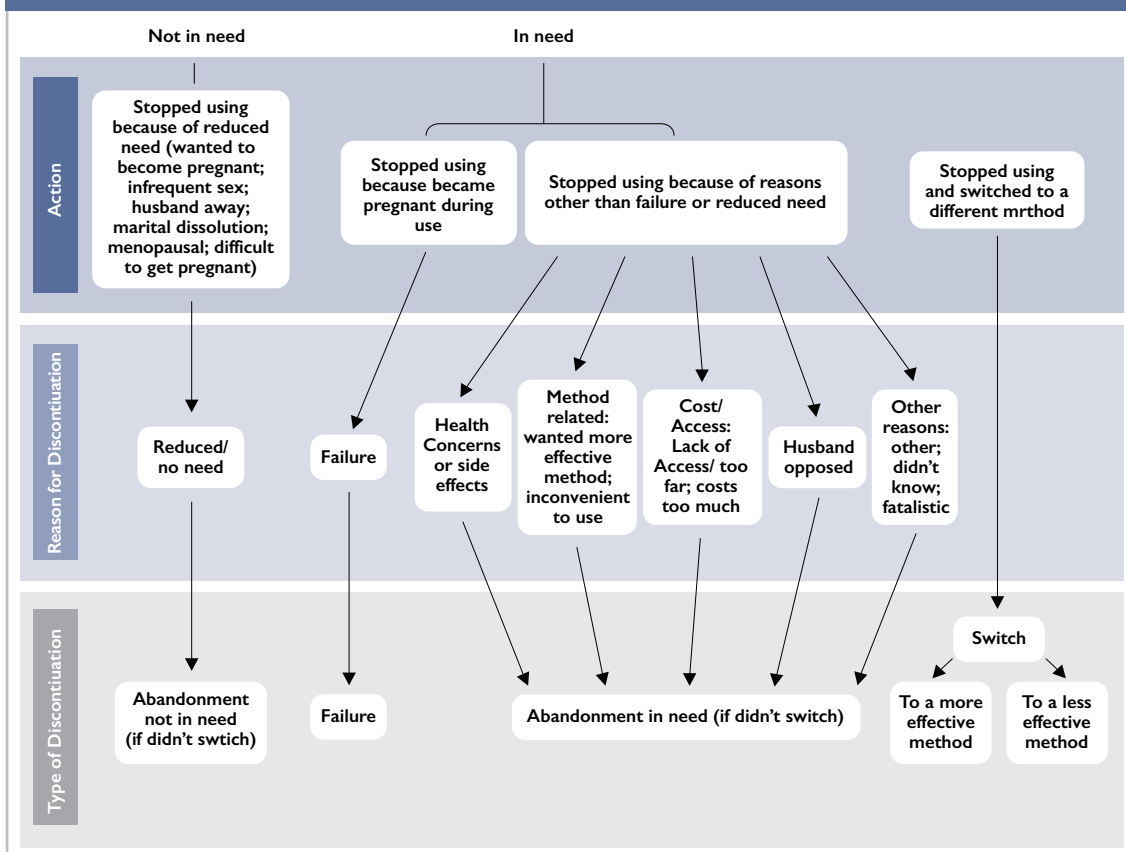 Not in need
In need
Action
Stopped using
because of reduced
need (wanted to
become pregnant;
infrequent sex;
husband away;
marital dissolution;
menopausal; difficult
to get pregnant)
Stopped using
because became
pregnant during
use
Stopped using because of reasons
other than failure or reduced need
Stopped using
and switched to a
different mrthod
Reason for Discontiuation
Reduced/
no need
Failure
Health
Concerns
or side
effects
Method
related:
wanted more
effective
method;
inconvenient
to use
Cost/
Access:
Lack of
Access/ too
far; costs
too much
Husband
opposed
Other
reasons:
other;
didn't
know;
fatalistic
Type of Discontiuation
Abandonment
not in need
(if didn't swtich)
Failure
Abandonment in need (if didn't switch)
Switch
To a more
effective
method
To a less
effective
method